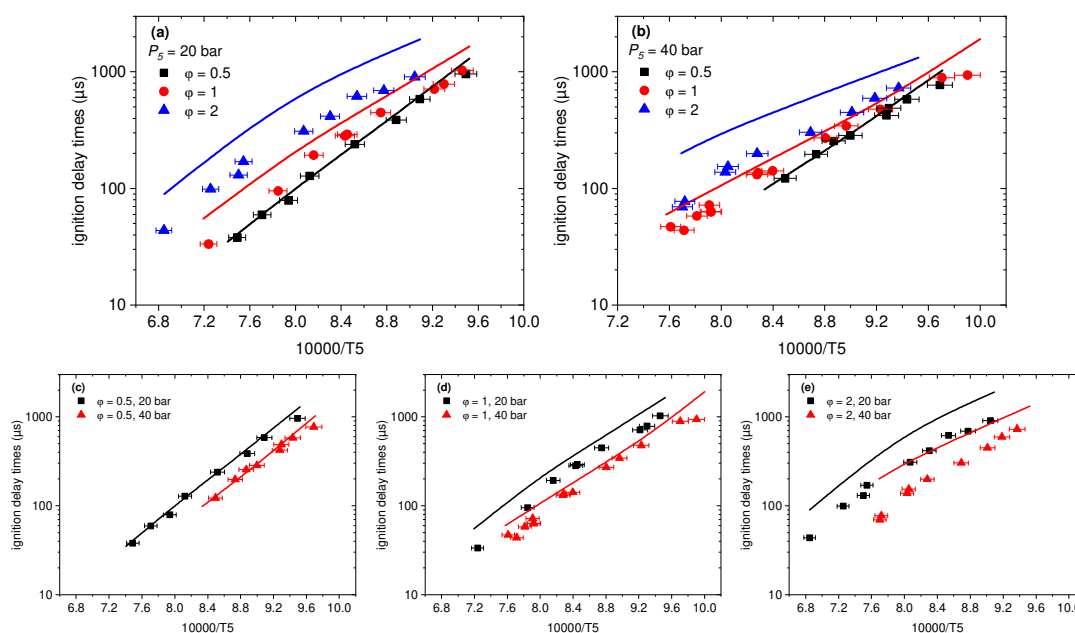 (a)
P5 = 20 bar
φ = 0.5
φ = 1
φ = 2
1000
100
10
ignition delay times (µs)
6.8 7.2 7.6 8.0 8.4 8.8 9.2 9.6 10.0
10000/T5
(b)
P5 = 40 bar
φ = 0.5
φ = 1
φ = 2
1000
100
10
ignition delay times (µs)
7.2 7.6 8.0 8.4 8.8 9.2 9.6 10.0
10000/T5
(c)
φ = 0.5, 20 bar
φ = 0.5, 40 bar
1000
100
10
ignition delay times (µs)
6.8 7.2 7.6 8.0 8.4 8.8 9.2 9.6 10.0
10000/T5
(d)
φ = 1, 20 bar
φ = 1, 40 bar
1000
100
10
ignition delay times (µs)
6.8 7.2 7.6 8.0 8.4 8.8 9.2 9.6 10.0
10000/T5
(e)
φ = 2, 20 bar
φ = 2, 40 bar
1000
100
10
ignition delay times (µs)
6.8 7.2 7.6 8.0 8.4 8.8 9.2 9.6 10.0
10000/T5